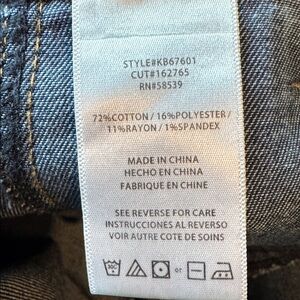 STYLE#KB67601
CUT#162765
RN#58539
72%COTTON / 16%POLYESTER /
11%RAYON / 1%SPANDEX
MADE IN CHINA
HECHO EN CHINA
FABRIQUE EN CHINE
SEE REVERSE FOR CARE
INSTRUCCIONES AL REVERSO
VOIR AUTRE COTE DE SOINS
or